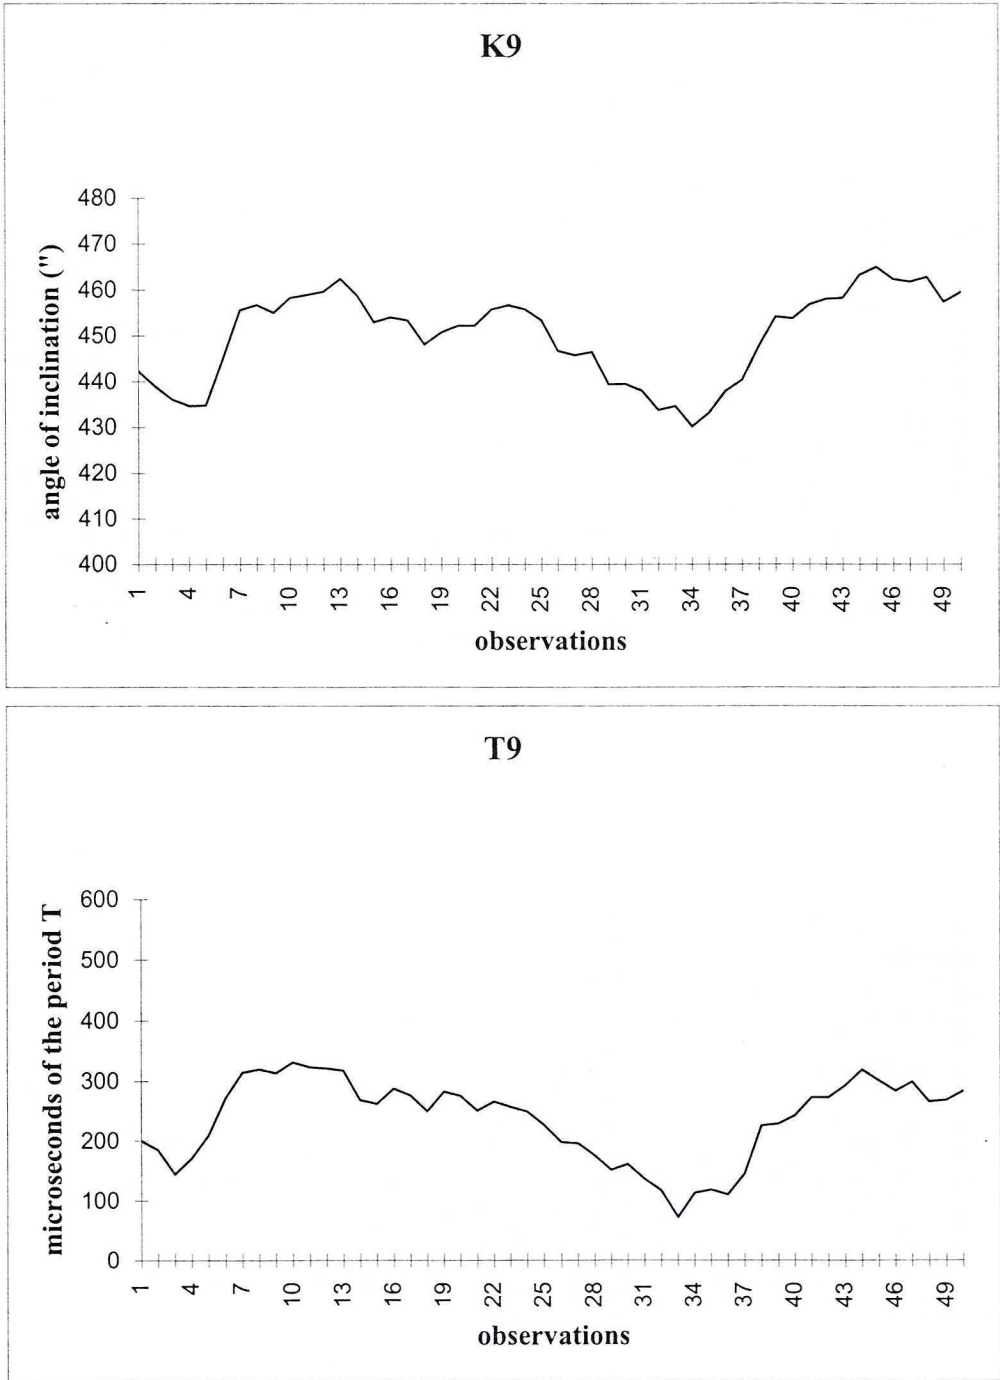 K9
angle of inclination (")
480
470
460
450
440
430
420
410
400
1 4 7 10 13 16 19 22 25 28 31 34 37 40 43 46 49
observations
T9
microseconds of the period T
600
500
400
300
200
100
0
1 4 7 10 13 16 19 22 25 28 31 34 37 40 43 46 49
observations